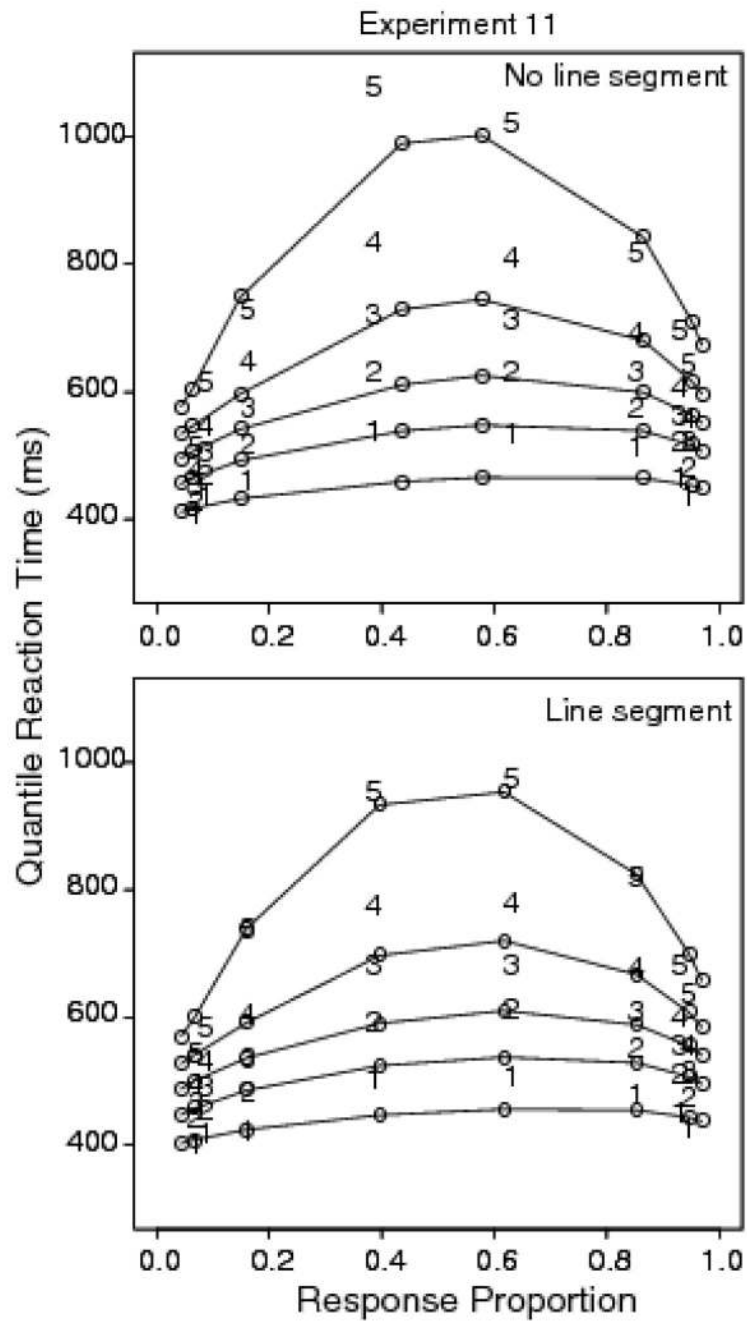 Experiment 11
No line segment
1000
800
600
400
0.0 0.2 0.4 0.6 0.8 1.0
Quantile Reaction Time (ms)
Line segment
1000
800
600
400
0.0 0.2 0.4 0.6 0.8 1.0
Response Proportion